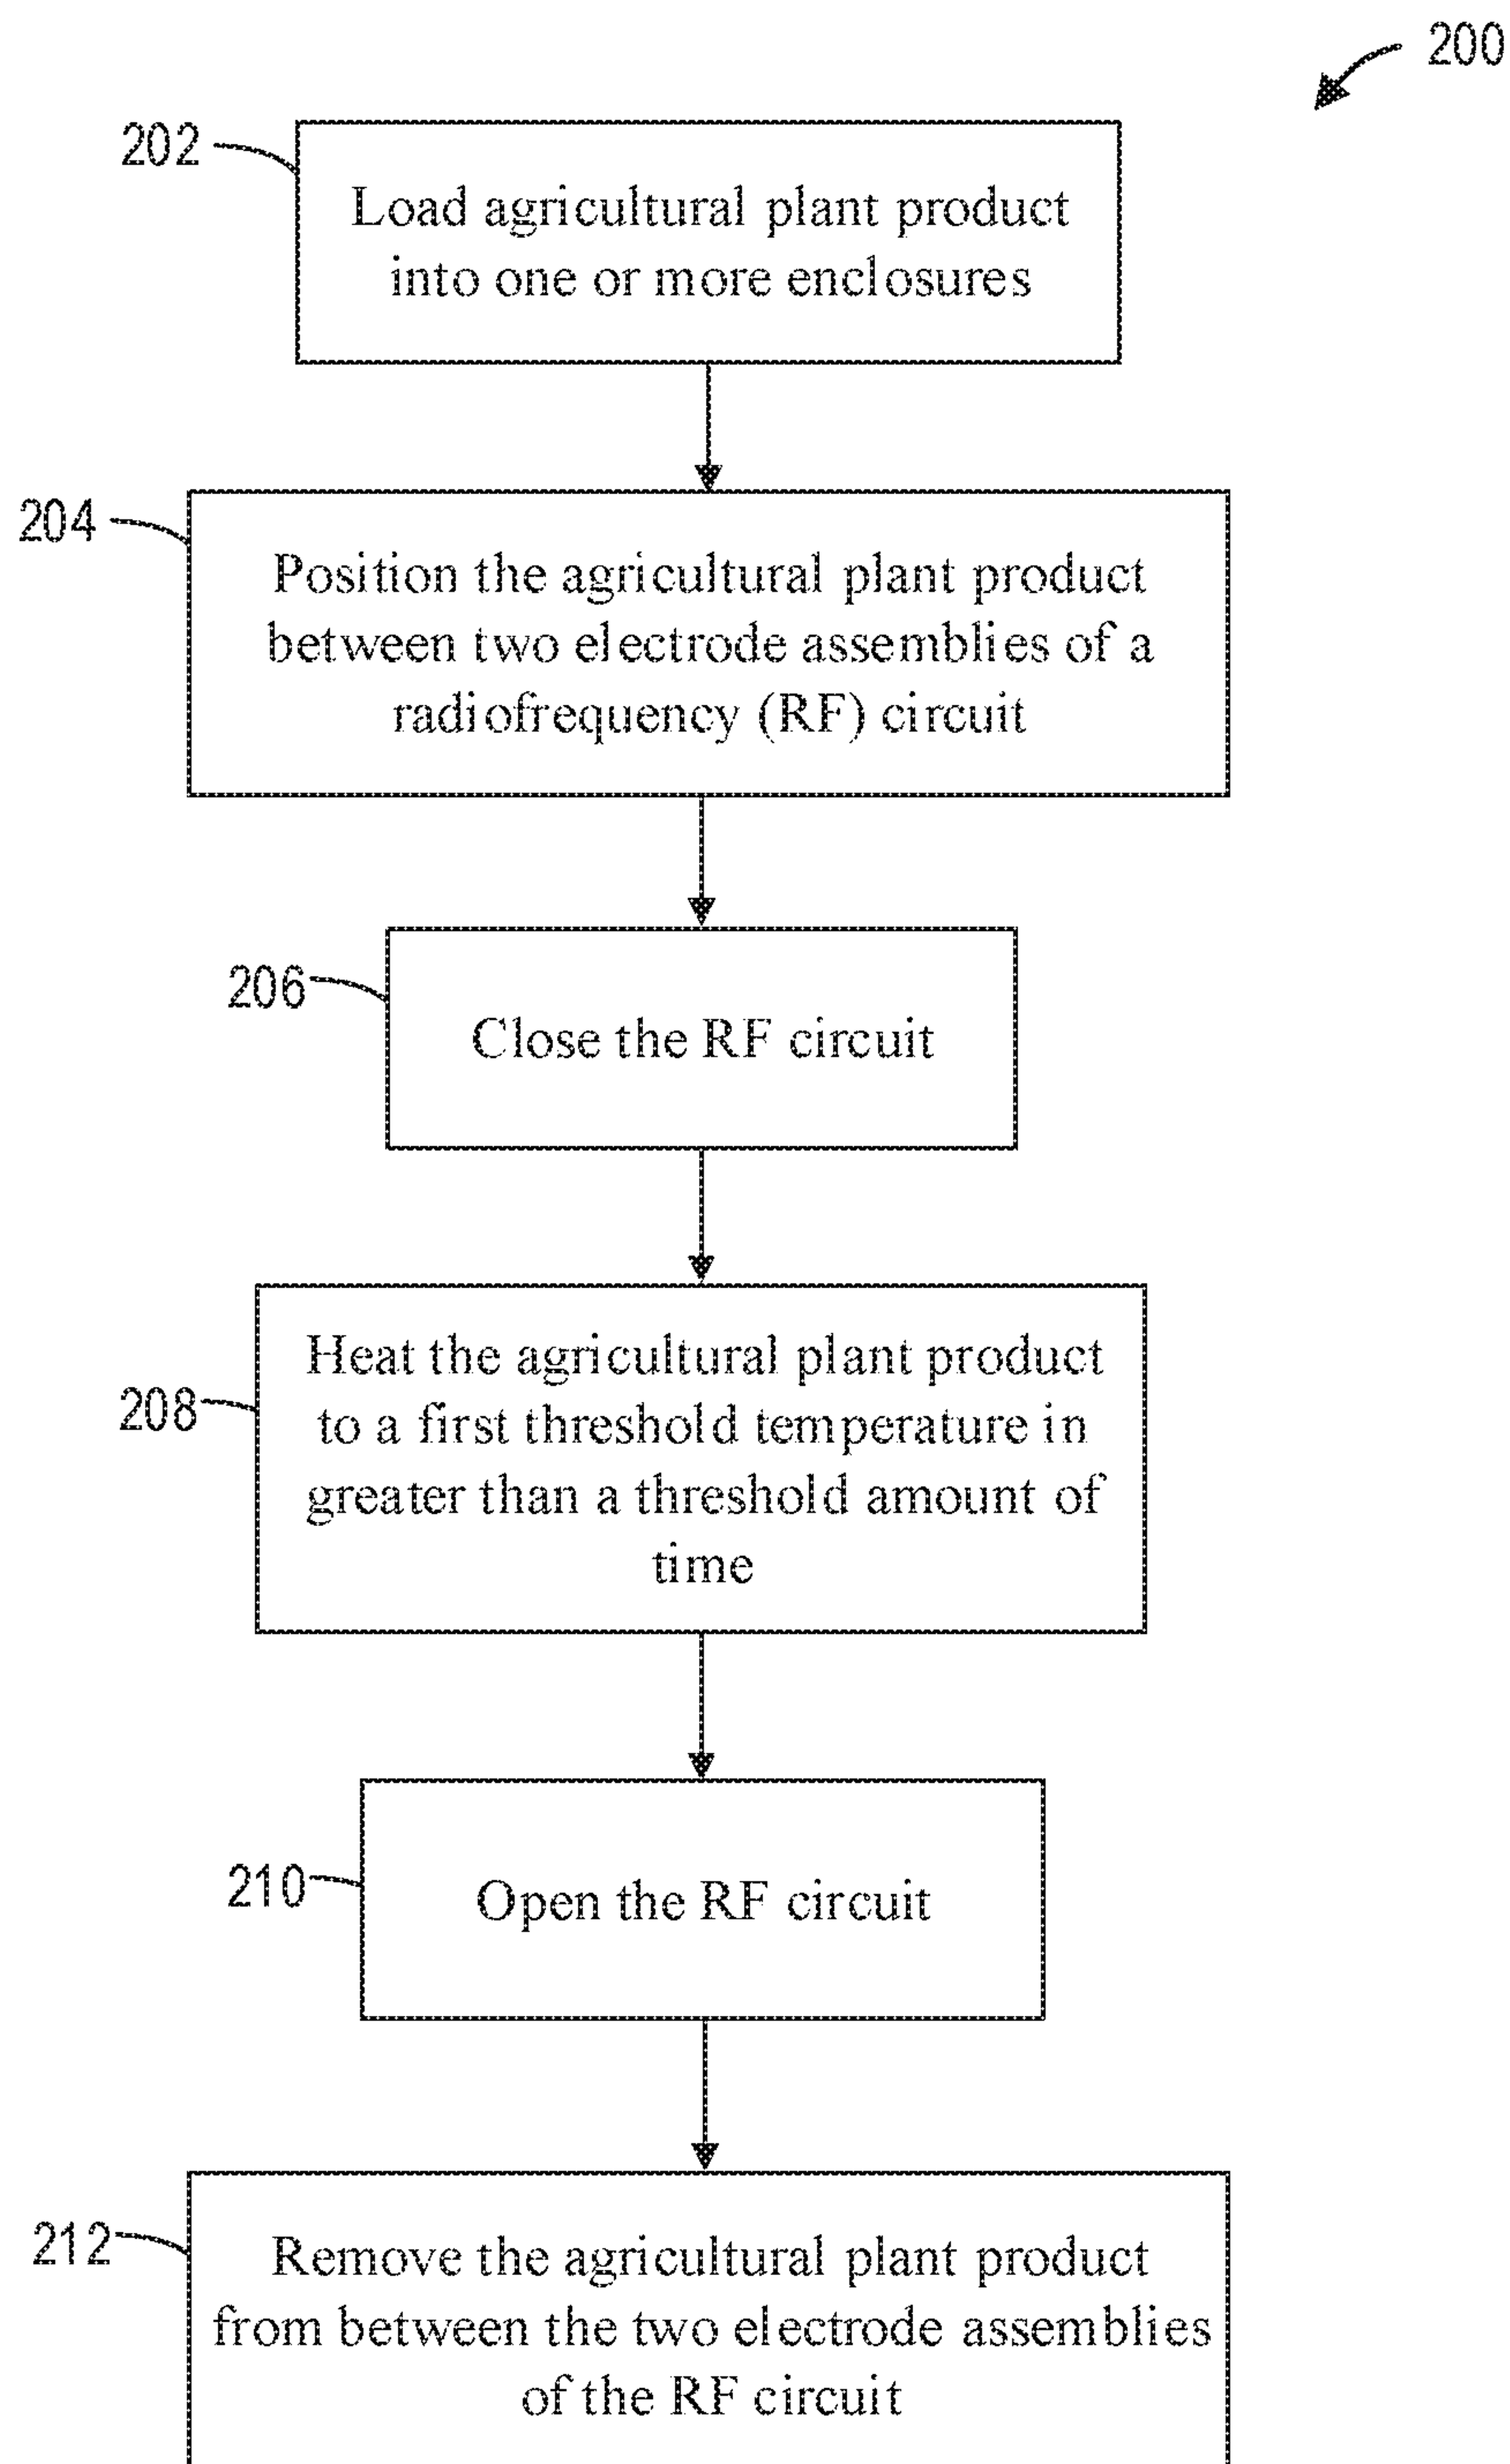 200
202
Load agricultural plant product
into one or more enclosures
204
Position the agricultural plant product
between two electrode assemblies of a
radiofrequency (RF) circuit
206
Close the RF circuit
208
Heat the agricultural plant product
to a first threshold temperature in
greater than a threshold amount of
time
210
Open the RF circuit
212
Remove the agricultural plant product
from between the two electrode assemblies
of the RF circuit